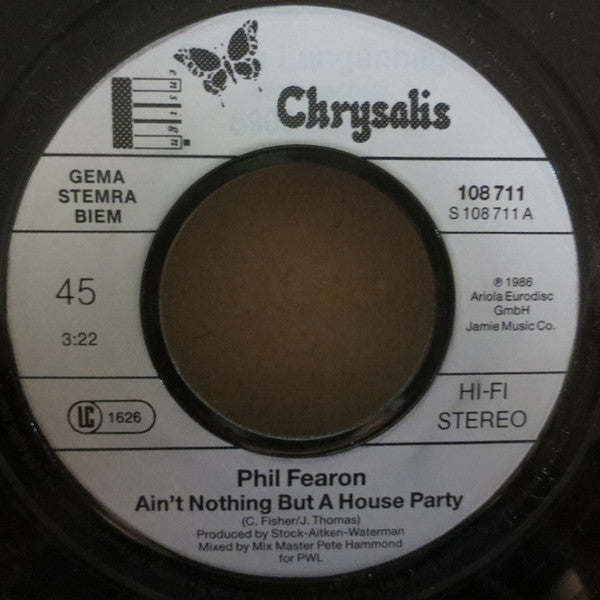 ensign
Chrysalis
GEMA
STEMRA
BIEM
108 711
S 108 711 A
45
3:22
℗ 1986
Ariola Eurodisc
GmbH
Jamie Music Co.
LC 1626
HI-FI
STEREO
Phil Fearon
Ain't Nothing But A House Party
(C. Fisher/J. Thomas)
Produced by Stock-Aitken-Waterman
Mixed by Mix Master Pete Hammond
for PWL